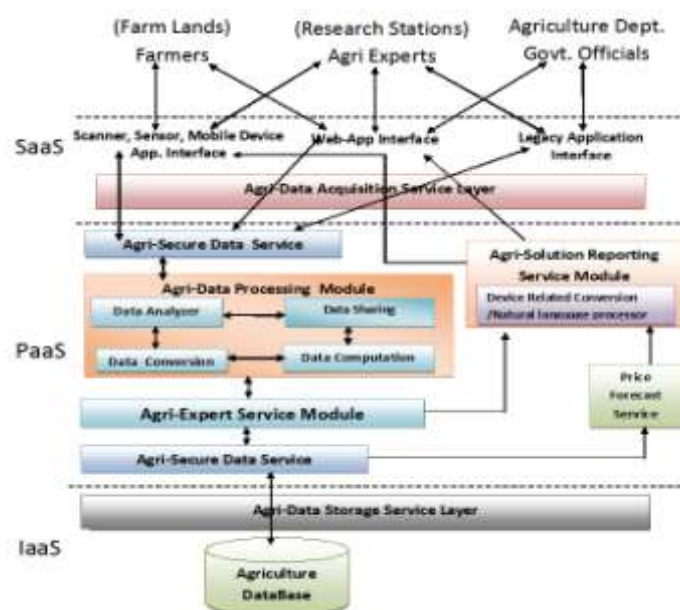 (Farm Lands)
Farmers
(Research Stations)
Agri Experts
Agriculture Dept.
Govt. Officials
SaaS
Scanner, Sensor, Mobile Device
App. Interface
Web-App Interface
Legacy Application
Interface
Agri-Data Acquisition Service Layer
PaaS
Agri-Secure Data Service
Agri-Data Processing Module
Data Analyzer
Data Sharing
Data Conversion
Data Computation
Agri-Solution Reporting
Service Module
Device Related Conversion
/Natural language processor
Agri-Expert Service Module
Price
Forecast
Service
Agri-Secure Data Service
IaaS
Agri-Data Storage Service Layer
Agriculture
DataBase